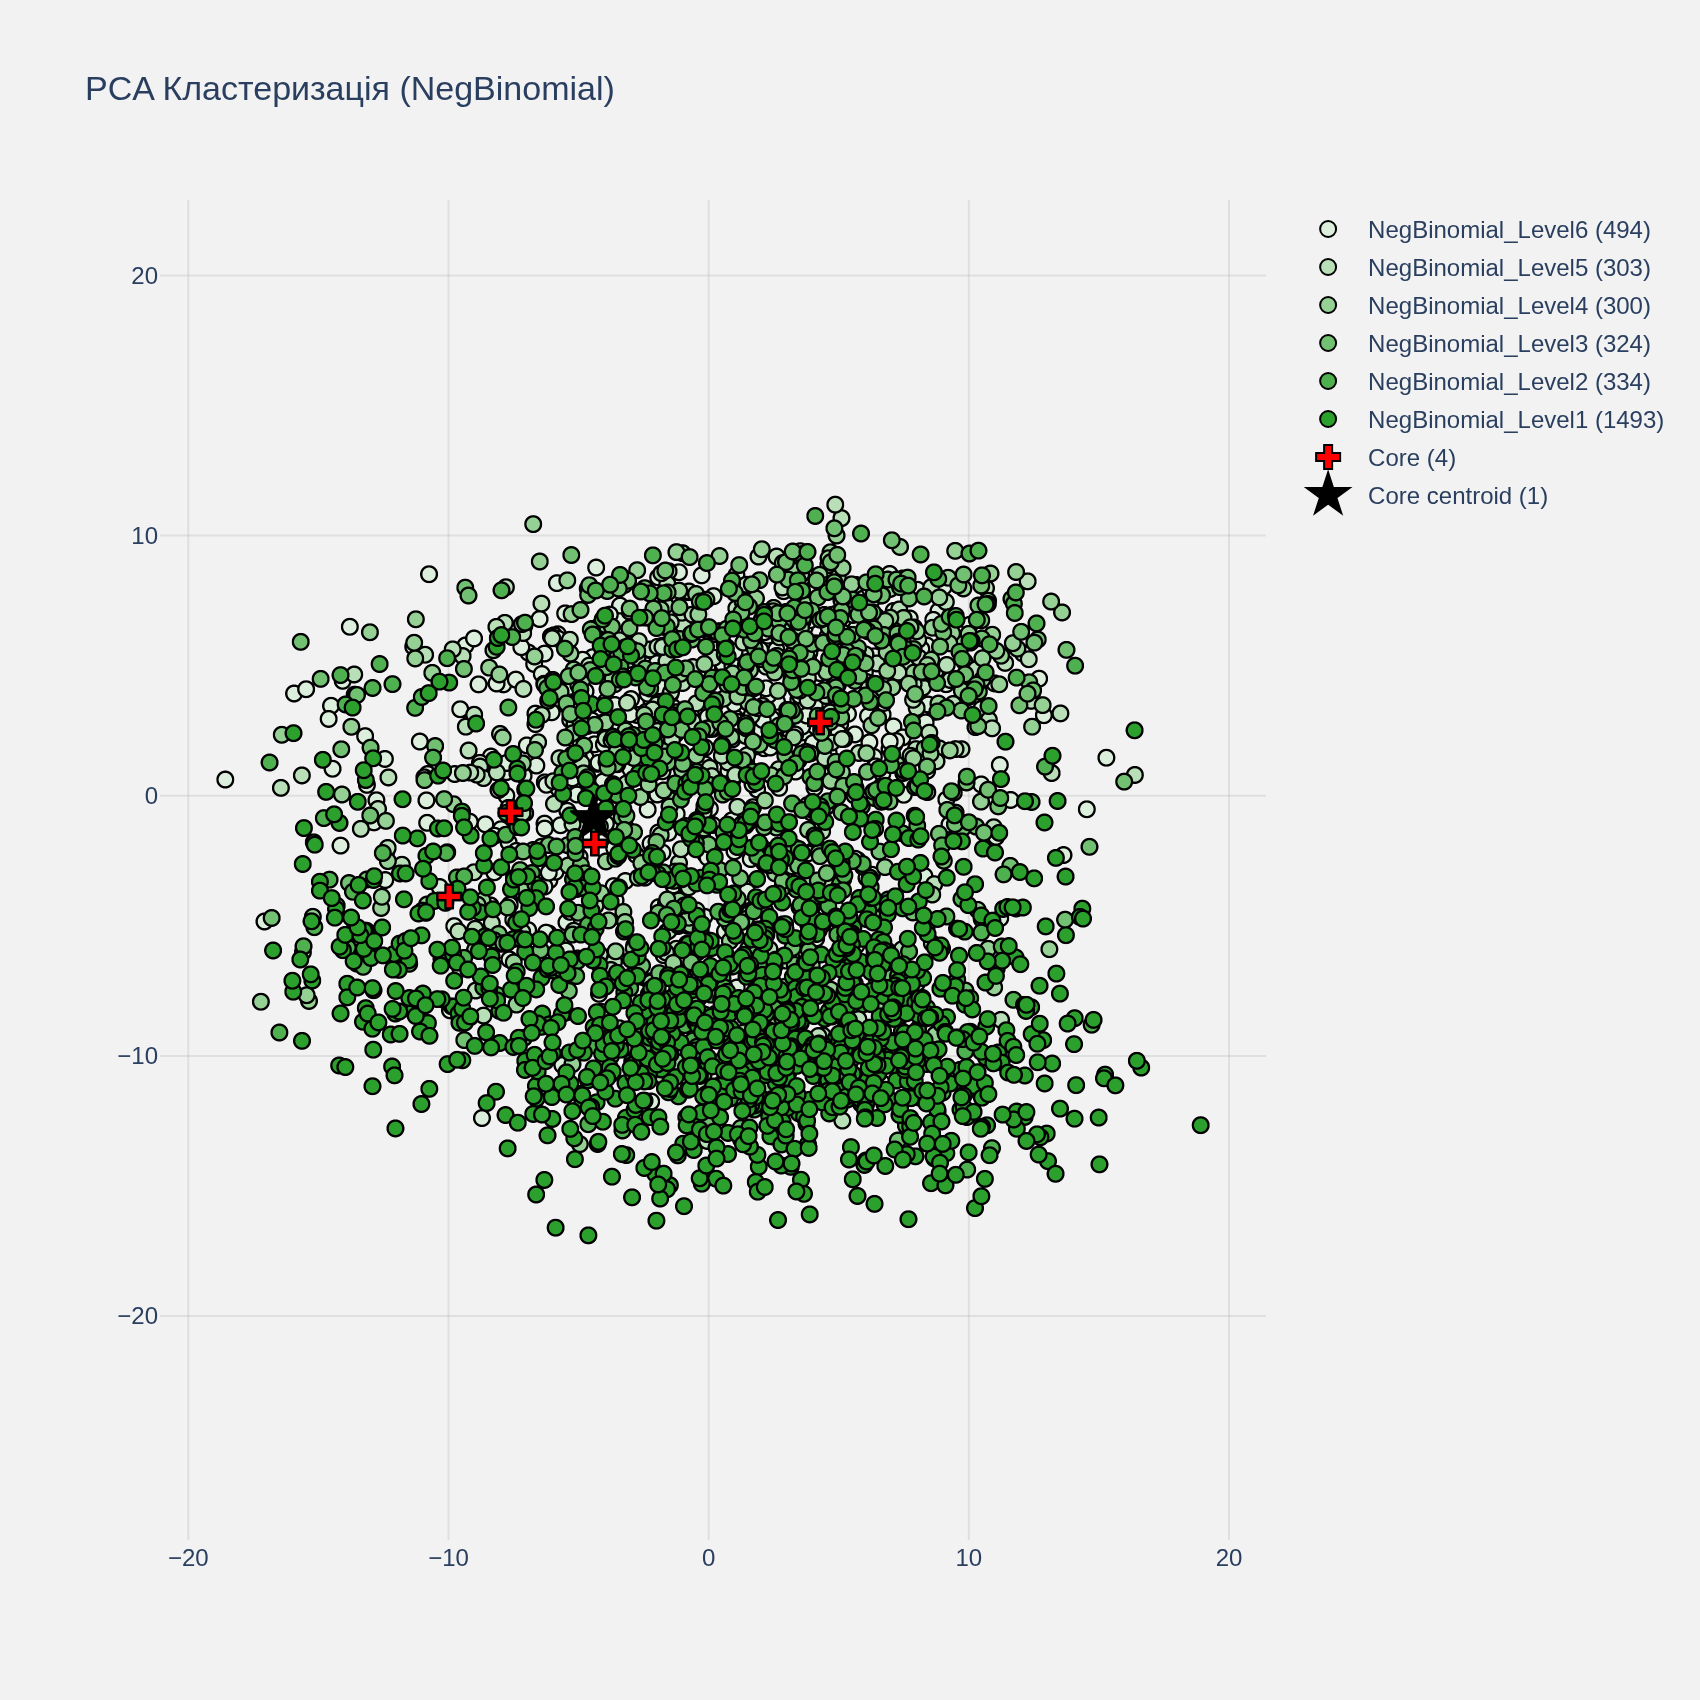 PCA Кластеризація (NegBinomial)
NegBinomial_Level6 (494)
NegBinomial_Level5 (303)
NegBinomial_Level4 (300)
NegBinomial_Level3 (324)
NegBinomial_Level2 (334)
NegBinomial_Level1 (1493)
Core (4)
Core centroid (1)
20
10
0
−10
−20
−20 −10 0 10 20